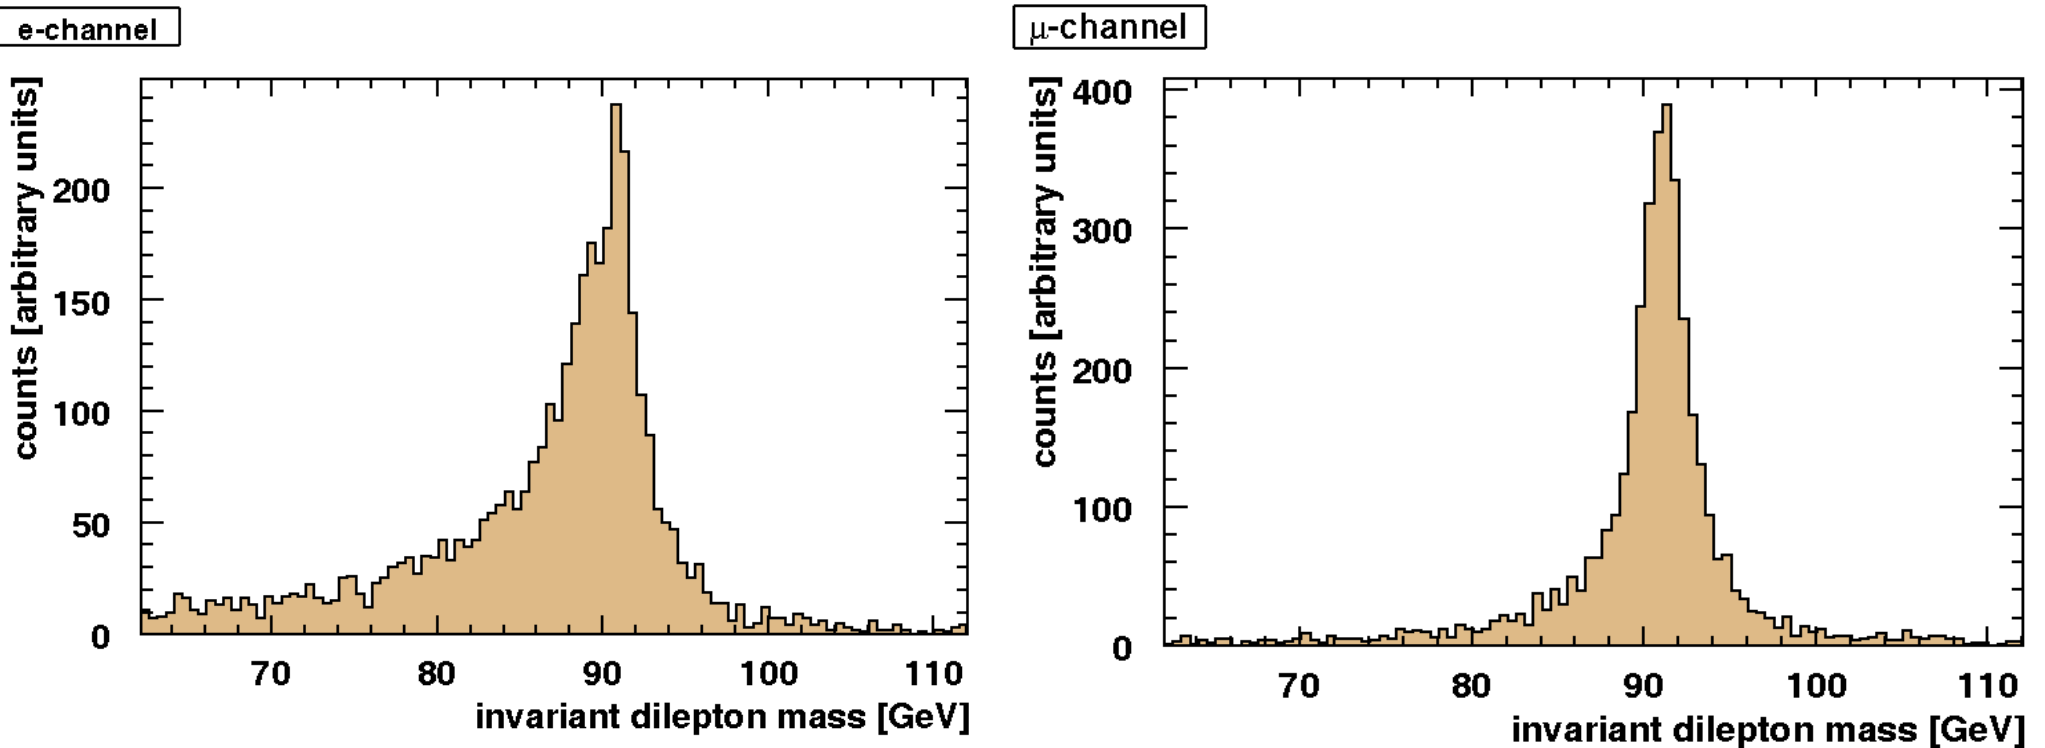 e-channel
counts [arbitrary units]
200
150
100
50
0
70 80 90 100 110
invariant dilepton mass [GeV]
μ-channel
counts [arbitrary units]
400
300
200
100
0
70 80 90 100 110
invariant dilepton mass [GeV]